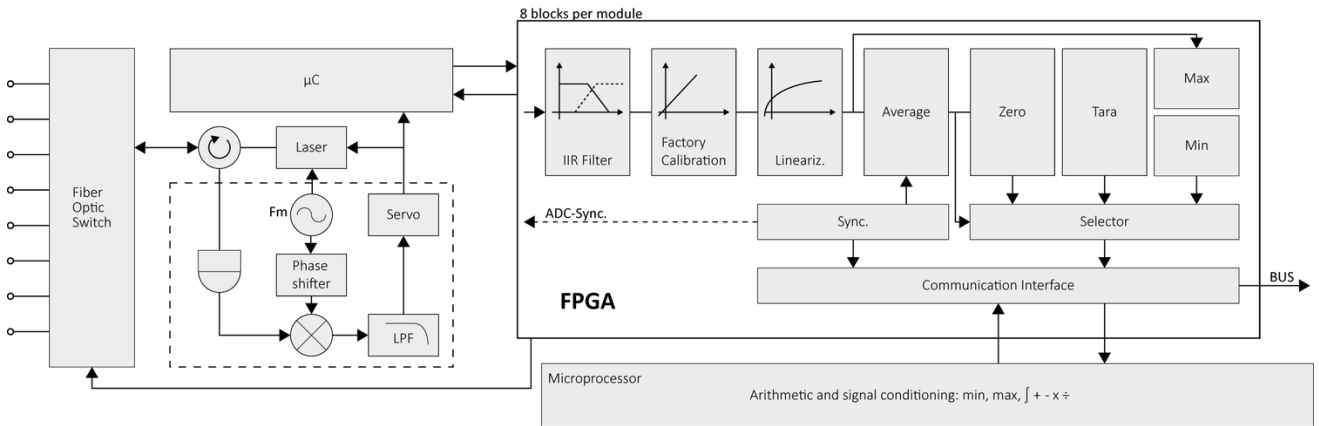 8 blocks per module
µC
Fiber
Optic
Switch
Laser
Fm
Servo
Phase
shifter
LPF
IIR Filter
Factory
Calibration
Lineariz.
Average
Zero
Tara
Max
Min
ADC-Sync.
Sync.
Selector
Communication Interface
BUS
FPGA
Microprocessor
Arithmetic and signal conditioning: min, max, ∫ + - x ÷